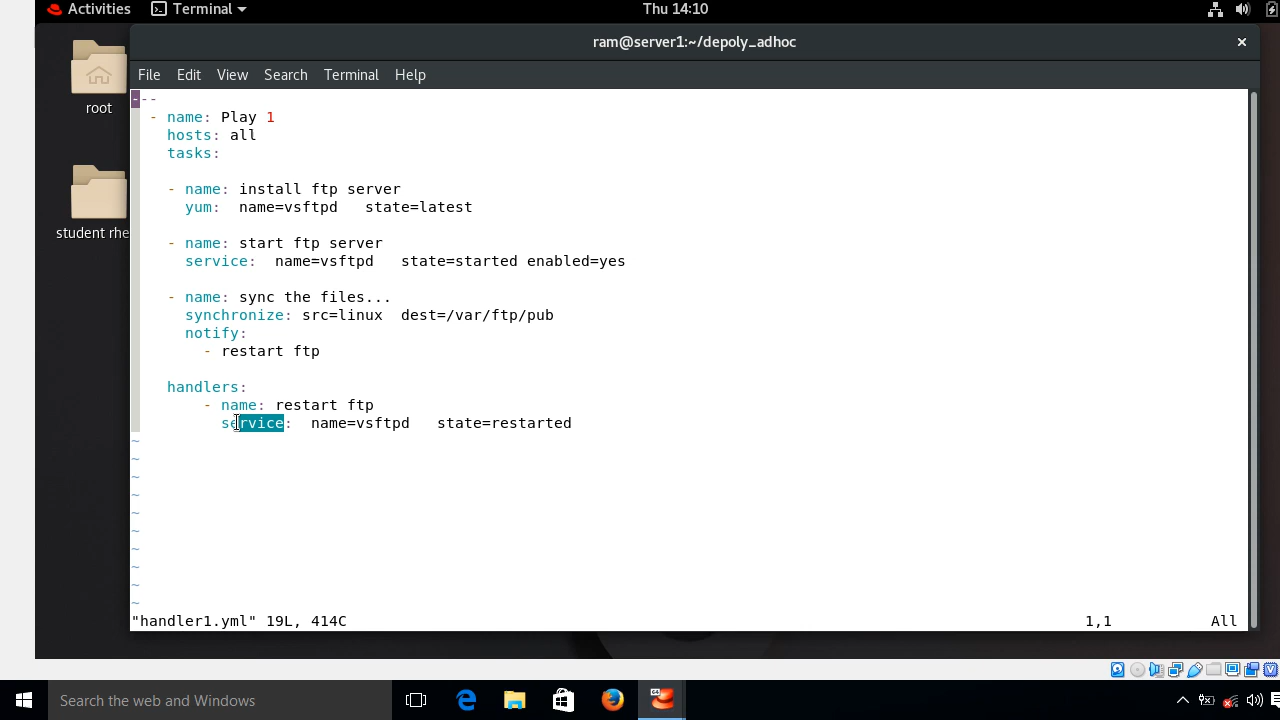 Activities Terminal Thu 14:10
ram@server1:~/depoly_adhoc
File Edit View Search Terminal Help
root
student rhe
---
- name: Play 1
hosts: all
tasks:
- name: install ftp server
yum: name=vsftpd state=latest
- name: start ftp server
service: name=vsftpd state=started enabled=yes
- name: sync the files...
synchronize: src=linux dest=/var/ftp/pub
notify:
- restart ftp
handlers:
- name: restart ftp
service: name=vsftpd state=restarted
~
~
~
~
~
~
~
~
~
~
"handler1.yml" 19L, 414C 1,1 All
Search the web and Windows